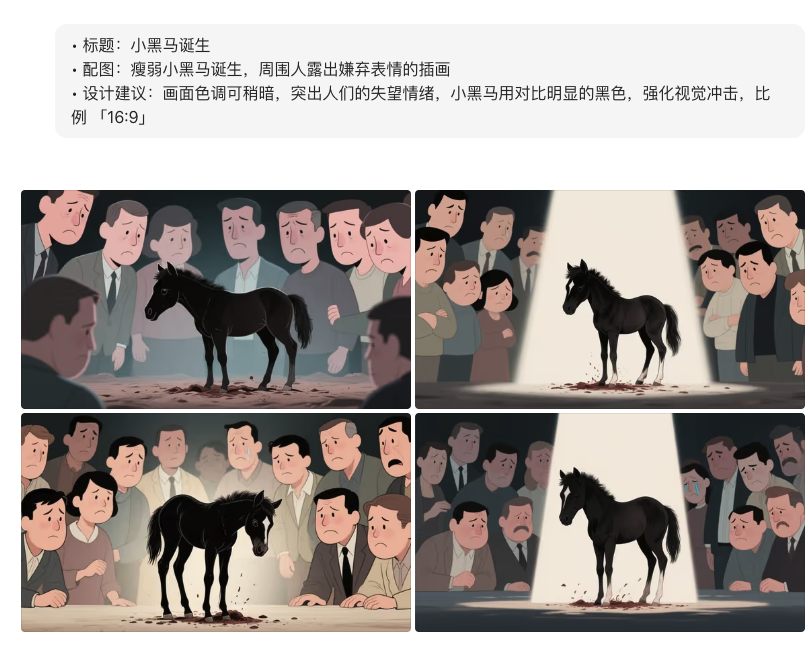 • 标题：小黑马诞生
• 配图：瘦弱小黑马诞生，周围人露出嫌弃表情的插画
• 设计建议：画面色调可稍暗，突出人们的失望情绪，小黑马用对比明显的黑色，强化视觉冲击，比
例 「16:9」